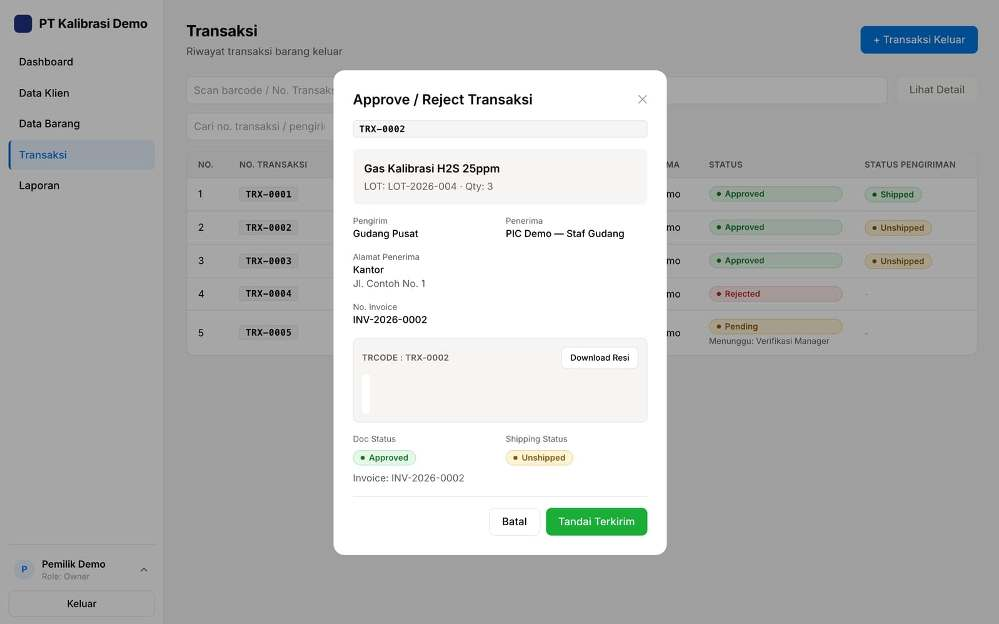 PT Kalibrasi Demo
Dashboard
Data Klien
Data Barang
Transaksi
Laporan
Pemilik Demo
Role: Owner
Keluar
Transaksi
Riwayat transaksi barang keluar
+ Transaksi Keluar
Scan barcode / No. Transak
Lihat Detail
Cari no. transaksi / pengiri
NO. NO. TRANSAKSI MA STATUS STATUS PENGIRIMAN
1 TRX-0001 mo Approved Shipped
2 TRX-0002 mo Approved Unshipped
3 TRX-0003 mo Approved Unshipped
4 TRX-0004 mo Rejected -
5 TRX-0005 mo Pending -
Menunggu: Verifikasi Manager
Approve / Reject Transaksi
TRX-0002
Gas Kalibrasi H2S 25ppm
LOT: LOT-2026-004 · Qty: 3
Pengirim Penerima
Gudang Pusat PIC Demo — Staf Gudang
Alamat Penerima
Kantor
Jl. Contoh No. 1
No. Invoice
INV-2026-0002
TRCODE : TRX-0002 Download Resi
Doc Status Shipping Status
Approved Unshipped
Invoice: INV-2026-0002
Batal Tandai Terkirim
P